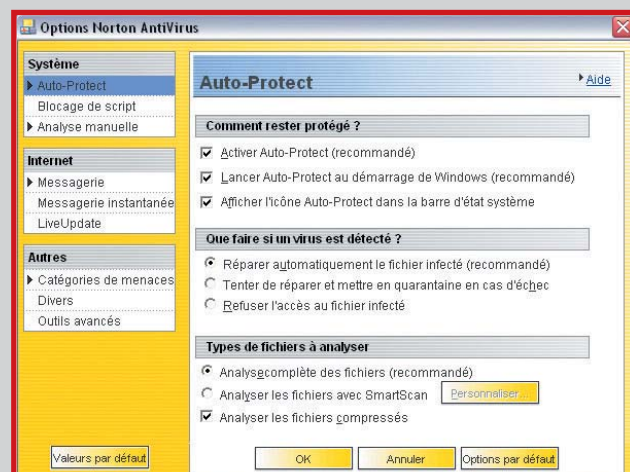 Options Norton AntiVirus
Système
Auto-Protect
Blocage de script
Analyse manuelle
Internet
Messagerie
Messagerie instantanée
LiveUpdate
Autres
Catégories de menaces
Divers
Outils avancés
Valeurs par défaut
Auto-Protect
Aide
Comment rester protégé ?
Activer Auto-Protect (recommandé)
Lancer Auto-Protect au démarrage de Windows (recommandé)
Afficher l'icône Auto-Protect dans la barre d'état système
Que faire si un virus est détecté ?
Réparer automatiquement le fichier infecté (recommandé)
Tenter de réparer et mettre en quarantaine en cas d'échec
Refuser l'accès au fichier infecté
Types de fichiers à analyser
Analysecomplète des fichiers (recommandé)
Analyser les fichiers avec SmartScan
Personnaliser...
Analyser les fichiers compressés
OK
Annuler
Options par défaut